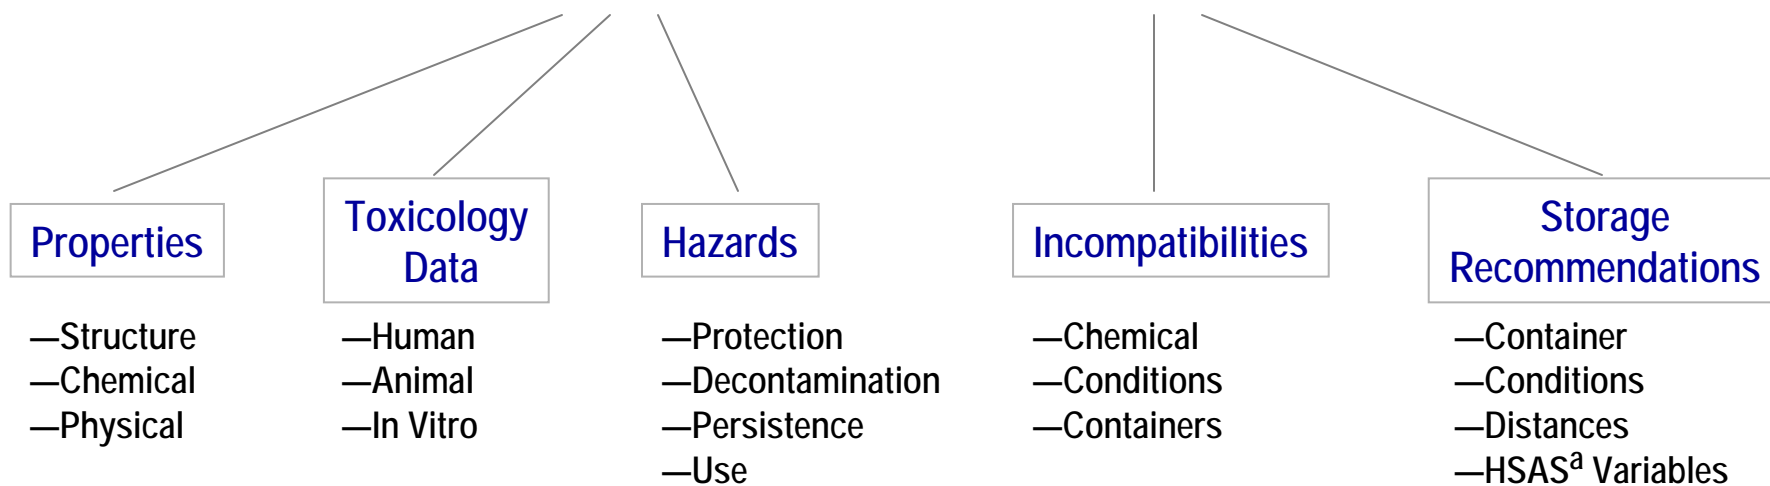 Properties
—Structure
—Chemical
—Physical
Toxicology
Data
—Human
—Animal
—In Vitro
Hazards
—Protection
—Decontamination
—Persistence
—Use
Incompatibilities
—Chemical
—Conditions
—Containers
Storage
Recommendations
—Container
—Conditions
—Distances
—HSASᵃ Variables